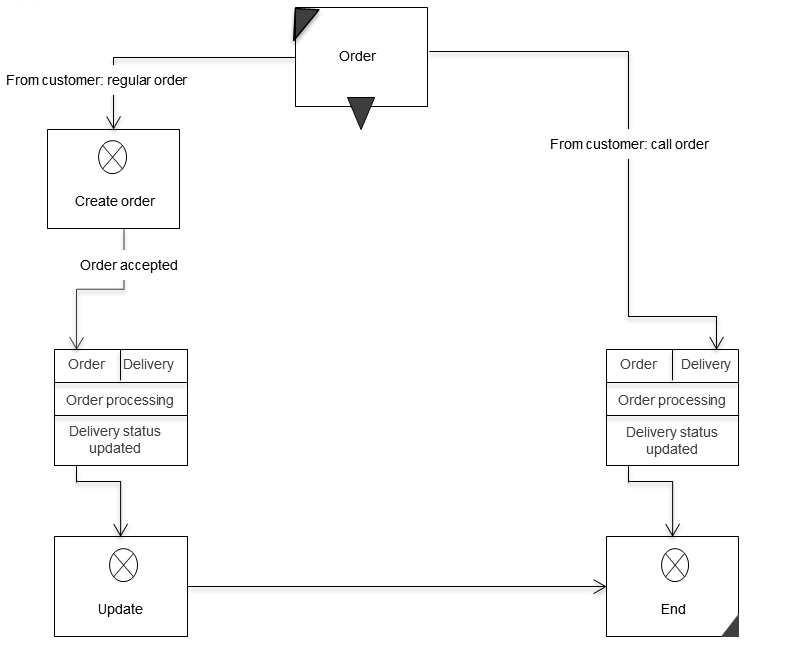 Order
From customer: regular order
From customer: call order
Create order
Order accepted
Order Delivery
Order processing
Delivery status
updated
Order Delivery
Order processing
Delivery status
updated
Update
End